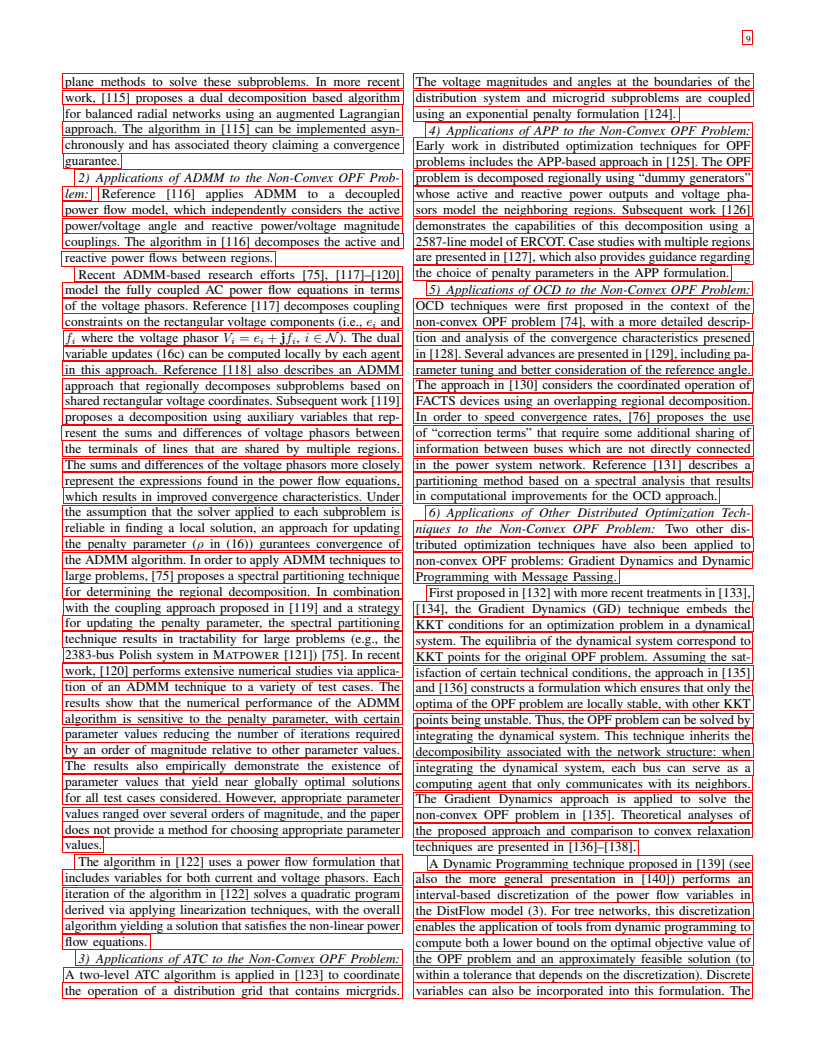 9
plane methods to solve these subproblems. In more recent
work, [115] proposes a dual decomposition based algorithm
for balanced radial networks using an augmented Lagrangian
approach. The algorithm in [115] can be implemented asyn-
chronously and has associated theory claiming a convergence
guarantee.
2) Applications of ADMM to the Non-Convex OPF Prob-
lem: Reference [116] applies ADMM to a decoupled
power flow model, which independently considers the active
power/voltage angle and reactive power/voltage magnitude
couplings. The algorithm in [116] decomposes the active and
reactive power flows between regions.
Recent ADMM-based research efforts [75], [117]–[120]
model the fully coupled AC power flow equations in terms
of the voltage phasors. Reference [117] decomposes coupling
constraints on the rectangular voltage components (i.e., e_i and
f_i where the voltage phasor V_i = e_i + jf_i, i ∈ N). The dual
variable updates (16c) can be computed locally by each agent
in this approach. Reference [118] also describes an ADMM
approach that regionally decomposes subproblems based on
shared rectangular voltage coordinates. Subsequent work [119]
proposes a decomposition using auxiliary variables that rep-
resent the sums and differences of voltage phasors between
the terminals of lines that are shared by multiple regions.
The sums and differences of the voltage phasors more closely
represent the expressions found in the power flow equations,
which results in improved convergence characteristics. Under
the assumption that the solver applied to each subproblem is
reliable in finding a local solution, an approach for updating
the penalty parameter (ρ in (16)) gurantees convergence of
the ADMM algorithm. In order to apply ADMM techniques to
large problems, [75] proposes a spectral partitioning technique
for determining the regional decomposition. In combination
with the coupling approach proposed in [119] and a strategy
for updating the penalty parameter, the spectral partitioning
technique results in tractability for large problems (e.g., the
2383-bus Polish system in MATPOWER [121]) [75]. In recent
work, [120] performs extensive numerical studies via applica-
tion of an ADMM technique to a variety of test cases. The
results show that the numerical performance of the ADMM
algorithm is sensitive to the penalty parameter, with certain
parameter values reducing the number of iterations required
by an order of magnitude relative to other parameter values.
The results also empirically demonstrate the existence of
parameter values that yield near globally optimal solutions
for all test cases considered. However, appropriate parameter
values ranged over several orders of magnitude, and the paper
does not provide a method for choosing appropriate parameter
values.
The algorithm in [122] uses a power flow formulation that
includes variables for both current and voltage phasors. Each
iteration of the algorithm in [122] solves a quadratic program
derived via applying linearization techniques, with the overall
algorithm yielding a solution that satisfies the non-linear power
flow equations.
3) Applications of ATC to the Non-Convex OPF Problem:
A two-level ATC algorithm is applied in [123] to coordinate
the operation of a distribution grid that contains micrgrids.
The voltage magnitudes and angles at the boundaries of the
distribution system and microgrid subproblems are coupled
using an exponential penalty formulation [124].
4) Applications of APP to the Non-Convex OPF Problem:
Early work in distributed optimization techniques for OPF
problems includes the APP-based approach in [125]. The OPF
problem is decomposed regionally using “dummy generators”
whose active and reactive power outputs and voltage pha-
sors model the neighboring regions. Subsequent work [126]
demonstrates the capabilities of this decomposition using a
2587-line model of ERCOT. Case studies with multiple regions
are presented in [127], which also provides guidance regarding
the choice of penalty parameters in the APP formulation.
5) Applications of OCD to the Non-Convex OPF Problem:
OCD techniques were first proposed in the context of the
non-convex OPF problem [74], with a more detailed descrip-
tion and analysis of the convergence characteristics presened
in [128]. Several advances are presented in [129], including pa-
rameter tuning and better consideration of the reference angle.
The approach in [130] considers the coordinated operation of
FACTS devices using an overlapping regional decomposition.
In order to speed convergence rates, [76] proposes the use
of “correction terms” that require some additional sharing of
information between buses which are not directly connected
in the power system network. Reference [131] describes a
partitioning method based on a spectral analysis that results
in computational improvements for the OCD approach.
6) Applications of Other Distributed Optimization Tech-
niques to the Non-Convex OPF Problem: Two other dis-
tributed optimization techniques have also been applied to
non-convex OPF problems: Gradient Dynamics and Dynamic
Programming with Message Passing.
First proposed in [132] with more recent treatments in [133],
[134], the Gradient Dynamics (GD) technique embeds the
KKT conditions for an optimization problem in a dynamical
system. The equilibria of the dynamical system correspond to
KKT points for the original OPF problem. Assuming the sat-
isfaction of certain technical conditions, the approach in [135]
and [136] constructs a formulation which ensures that only the
optima of the OPF problem are locally stable, with other KKT
points being unstable. Thus, the OPF problem can be solved by
integrating the dynamical system. This technique inherits the
decomposibility associated with the network structure: when
integrating the dynamical system, each bus can serve as a
computing agent that only communicates with its neighbors.
The Gradient Dynamics approach is applied to solve the
non-convex OPF problem in [135]. Theoretical analyses of
the proposed approach and comparison to convex relaxation
techniques are presented in [136]–[138].
A Dynamic Programming technique proposed in [139] (see
also the more general presentation in [140]) performs an
interval-based discretization of the power flow variables in
the DistFlow model (3). For tree networks, this discretization
enables the application of tools from dynamic programming to
compute both a lower bound on the optimal objective value of
the OPF problem and an approximately feasible solution (to
within a tolerance that depends on the discretization). Discrete
variables can also be incorporated into this formulation. The